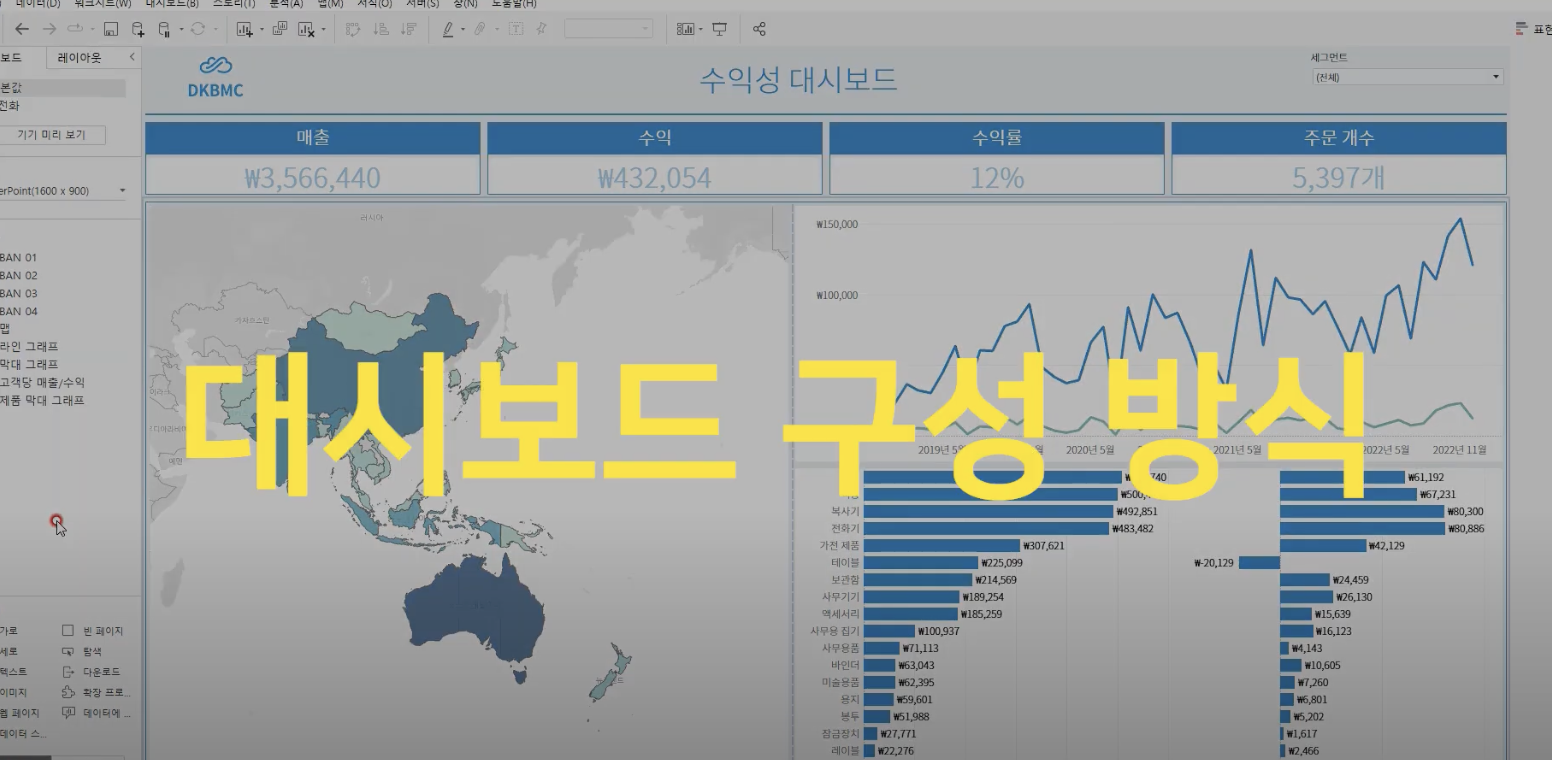 데이터(D) 워크시트(W) 대시보드(B) 스토리(T) 분석(A) 맵(M) 서식(O) 서버(S) 창(N) 도움말(H)
표현
보드 레이아웃
본값
전화
기기 미리 보기
erPoint(1600 x 900)
BAN 01
BAN 02
BAN 03
BAN 04
맵
라인 그래프
막대 그래프
고객당 매출/수익
제품 막대 그래프
가로 빈 페이지
세로 탐색
텍스트 다운로드
이미지 확장 프로...
웹 페이지 데이터에 ...
데이터 스...
DKBMC
수익성 대시보드
세그먼트
(전체)
매출 수익 수익률 주문 개수
₩3,566,440 ₩432,054 12% 5,397개
러시아
카자흐스탄
예멘
₩150,000
₩100,000
2019년 5월 2020년 5월 2021년 5월 2022년 5월 2022년 11월
대시보드 구성 방식
₩61,192
₩67,231
복사기 ₩492,851 ₩80,300
전화기 ₩483,482 ₩80,886
가전 제품 ₩307,621 ₩42,129
테이블 ₩225,099 ₩-20,129
보관함 ₩214,569 ₩24,459
사무기기 ₩189,254 ₩26,130
액세서리 ₩185,259 ₩15,639
사무용 집기 ₩100,937 ₩16,123
사무용품 ₩71,113 ₩4,143
바인더 ₩63,043 ₩10,605
미술용품 ₩62,395 ₩7,260
용지 ₩59,601 ₩6,801
봉투 ₩51,988 ₩5,202
잠금장치 ₩27,771 ₩1,617
레이블 ₩22,276 ₩2,466